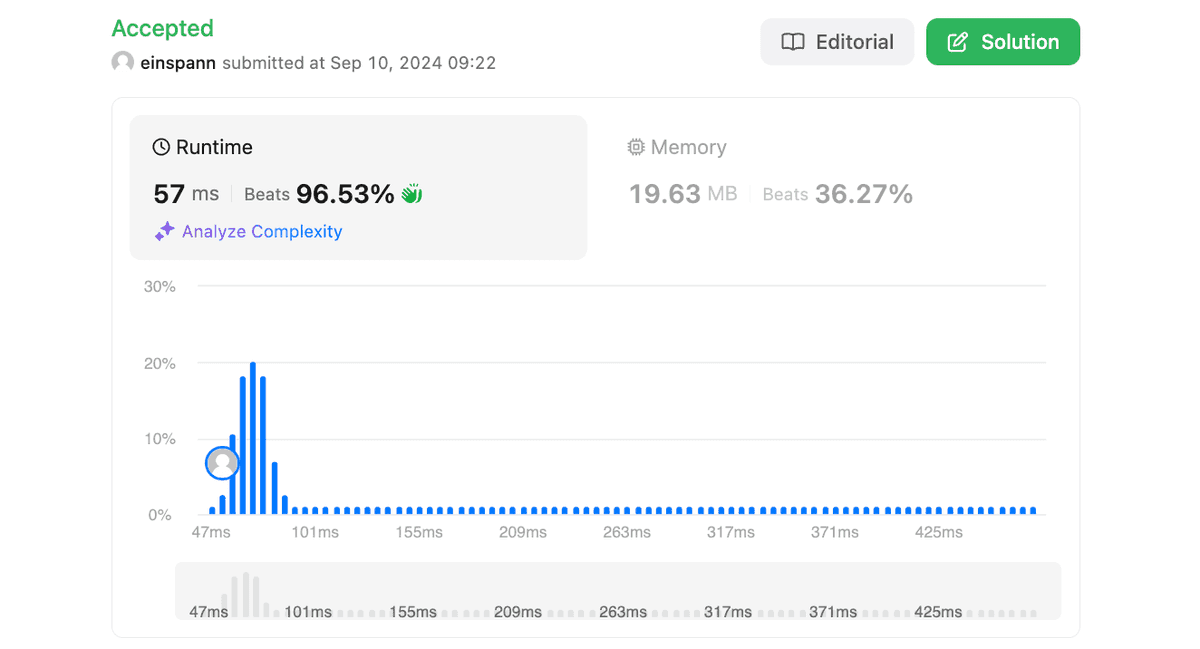 Accepted
einspann submitted at Sep 10, 2024 09:22
Editorial
Solution
Runtime
57 ms Beats 96.53%
Analyze Complexity
Memory
19.63 MB Beats 36.27%
30%
20%
10%
0%
47ms 101ms 155ms 209ms 263ms 317ms 371ms 425ms
47ms 101ms 155ms 209ms 263ms 317ms 371ms 425ms